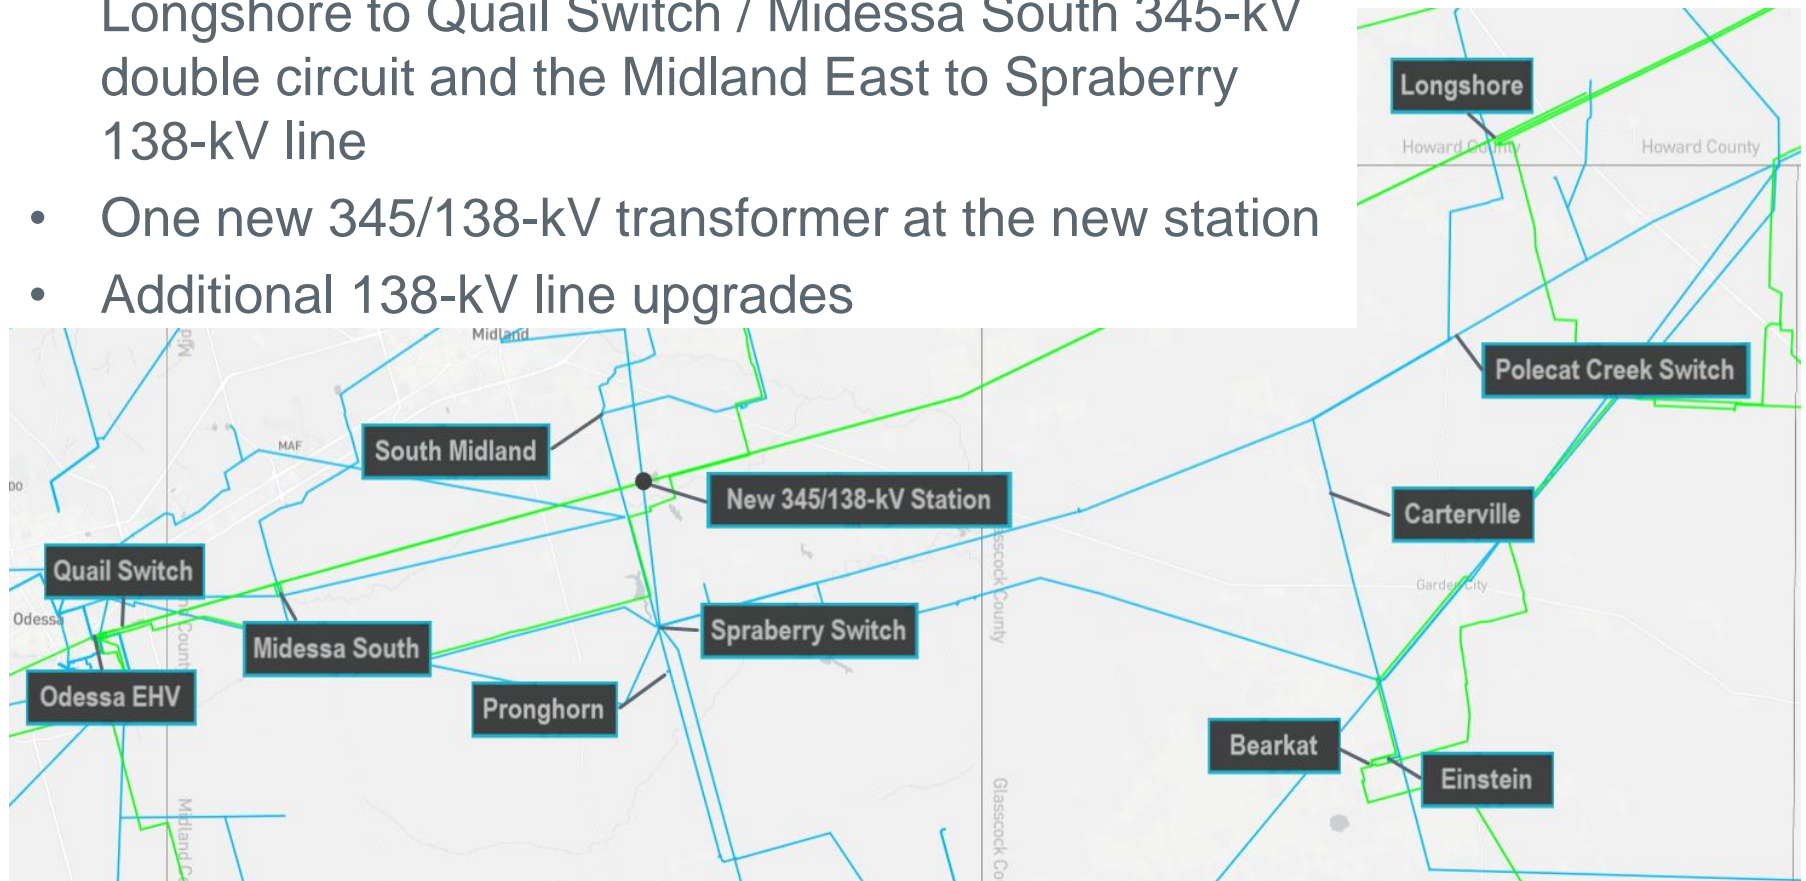 Longshore to Quail Switch / Midessa South 345-kV
double circuit and the Midland East to Spraberry
138-kV line
• One new 345/138-kV transformer at the new station
• Additional 138-kV line upgrades
Longshore
Howard County
Howard County
Midland
Polecat Creek Switch
South Midland
MAF
New 345/138-kV Station
Carterville
Quail Switch
Odessa
Garden City
Glasscock County
Midessa South
Spraberry Switch
Odessa EHV
Pronghorn
Bearkat
Einstein